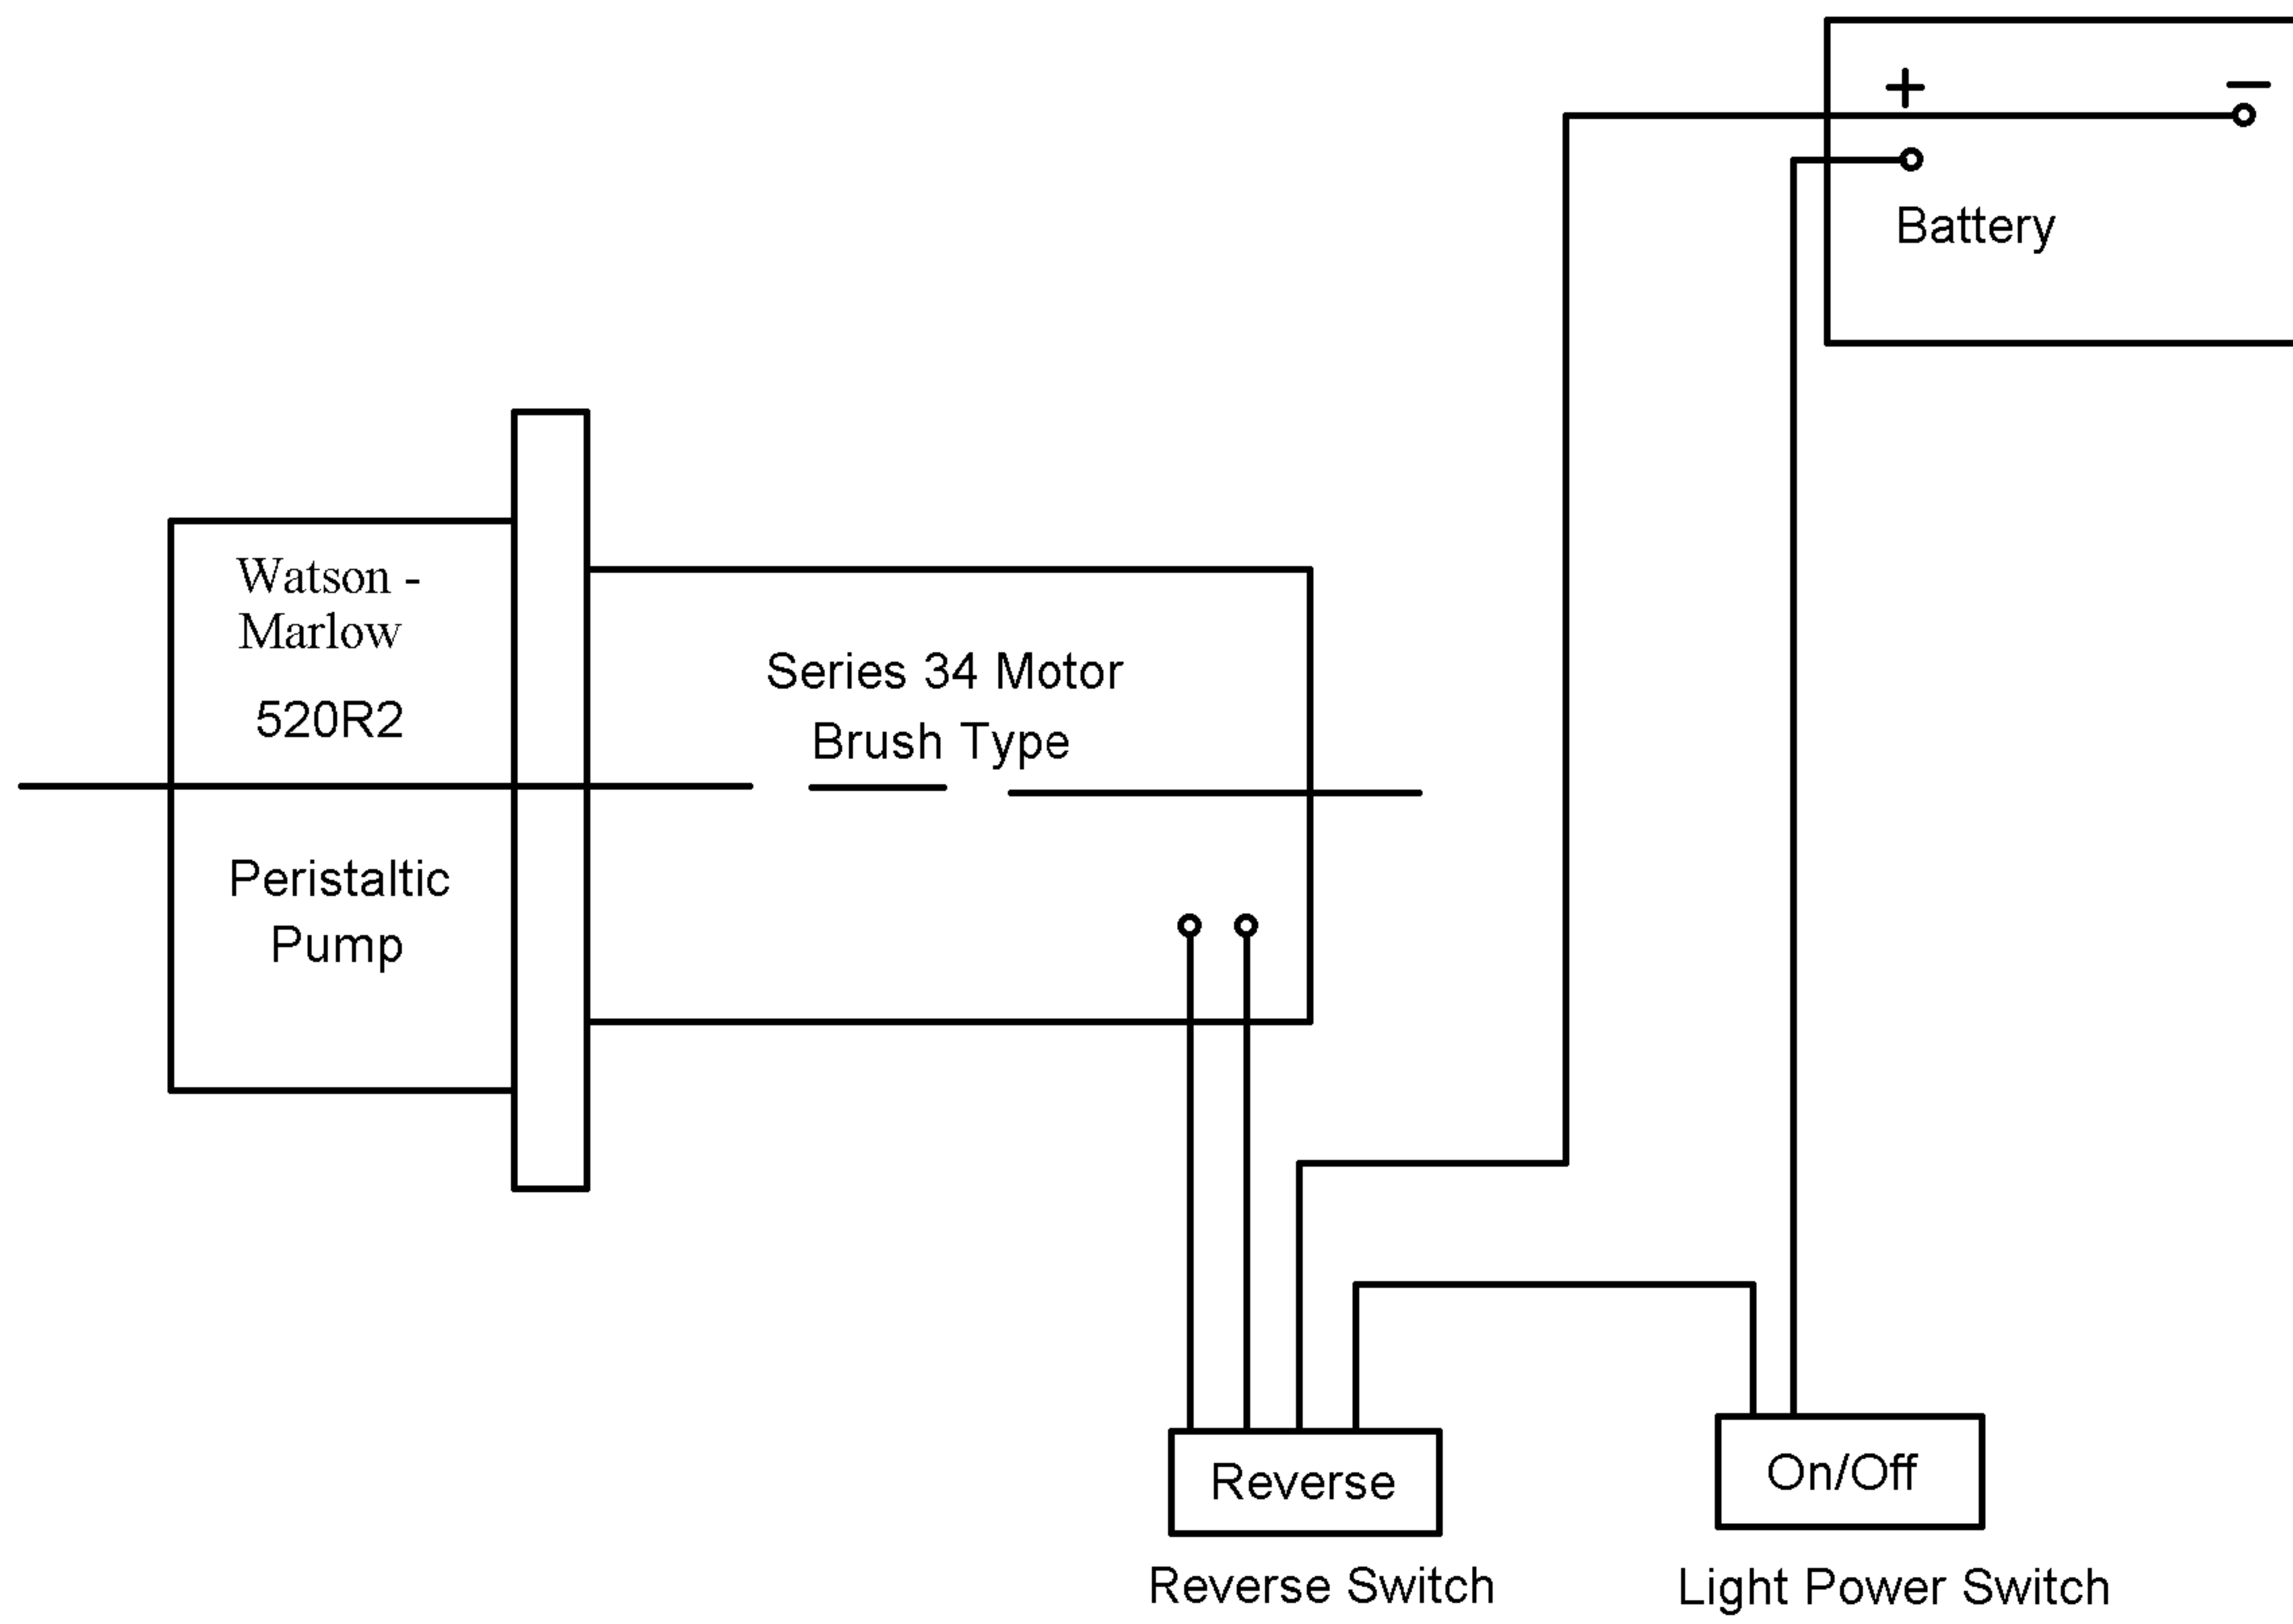 + −
Battery
Watson -
Marlow
520R2
Peristaltic
Pump
Series 34 Motor
Brush Type
Reverse
Reverse Switch
On/Off
Light Power Switch